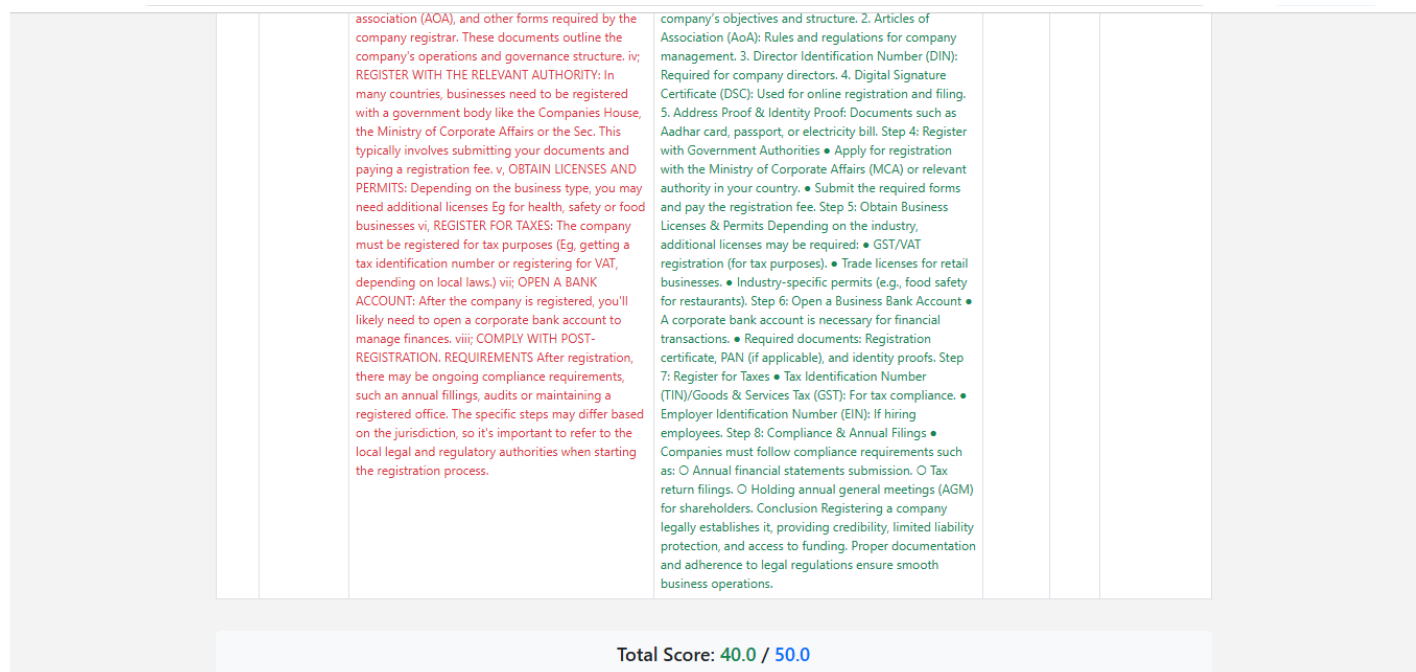 association (AOA), and other forms required by the
company registrar. These documents outline the
company's operations and governance structure. iv;
REGISTER WITH THE RELEVANT AUTHORITY: In
many countries, businesses need to be registered
with a government body like the Companies House,
the Ministry of Corporate Affairs or the Sec. This
typically involves submitting your documents and
paying a registration fee. v, OBTAIN LICENSES AND
PERMITS: Depending on the business type, you may
need additional licenses Eg for health, safety or food
businesses vi, REGISTER FOR TAXES: The company
must be registered for tax purposes (Eg, getting a
tax identification number or registering for VAT,
depending on local laws.) vii; OPEN A BANK
ACCOUNT: After the company is registered, you'll
likely need to open a corporate bank account to
manage finances. viii; COMPLY WITH POST-
REGISTRATION. REQUIREMENTS After registration,
there may be ongoing compliance requirements,
such an annual fillings, audits or maintaining a
registered office. The specific steps may differ based
on the jurisdiction, so it's important to refer to the
local legal and regulatory authorities when starting
the registration process.
company's objectives and structure. 2. Articles of
Association (AoA): Rules and regulations for company
management. 3. Director Identification Number (DIN):
Required for company directors. 4. Digital Signature
Certificate (DSC): Used for online registration and filing.
5. Address Proof & Identity Proof: Documents such as
Aadhar card, passport, or electricity bill. Step 4: Register
with Government Authorities ● Apply for registration
with the Ministry of Corporate Affairs (MCA) or relevant
authority in your country. ● Submit the required forms
and pay the registration fee. Step 5: Obtain Business
Licenses & Permits Depending on the industry,
additional licenses may be required: ● GST/VAT
registration (for tax purposes). ● Trade licenses for retail
businesses. ● Industry-specific permits (e.g., food safety
for restaurants). Step 6: Open a Business Bank Account ●
A corporate bank account is necessary for financial
transactions. ● Required documents: Registration
certificate, PAN (if applicable), and identity proofs. Step
7: Register for Taxes ● Tax Identification Number
(TIN)/Goods & Services Tax (GST): For tax compliance. ●
Employer Identification Number (EIN): If hiring
employees. Step 8: Compliance & Annual Filings ●
Companies must follow compliance requirements such
as: ○ Annual financial statements submission. ○ Tax
return filings. ○ Holding annual general meetings (AGM)
for shareholders. Conclusion Registering a company
legally establishes it, providing credibility, limited liability
protection, and access to funding. Proper documentation
and adherence to legal regulations ensure smooth
business operations.
Total Score: 40.0 / 50.0